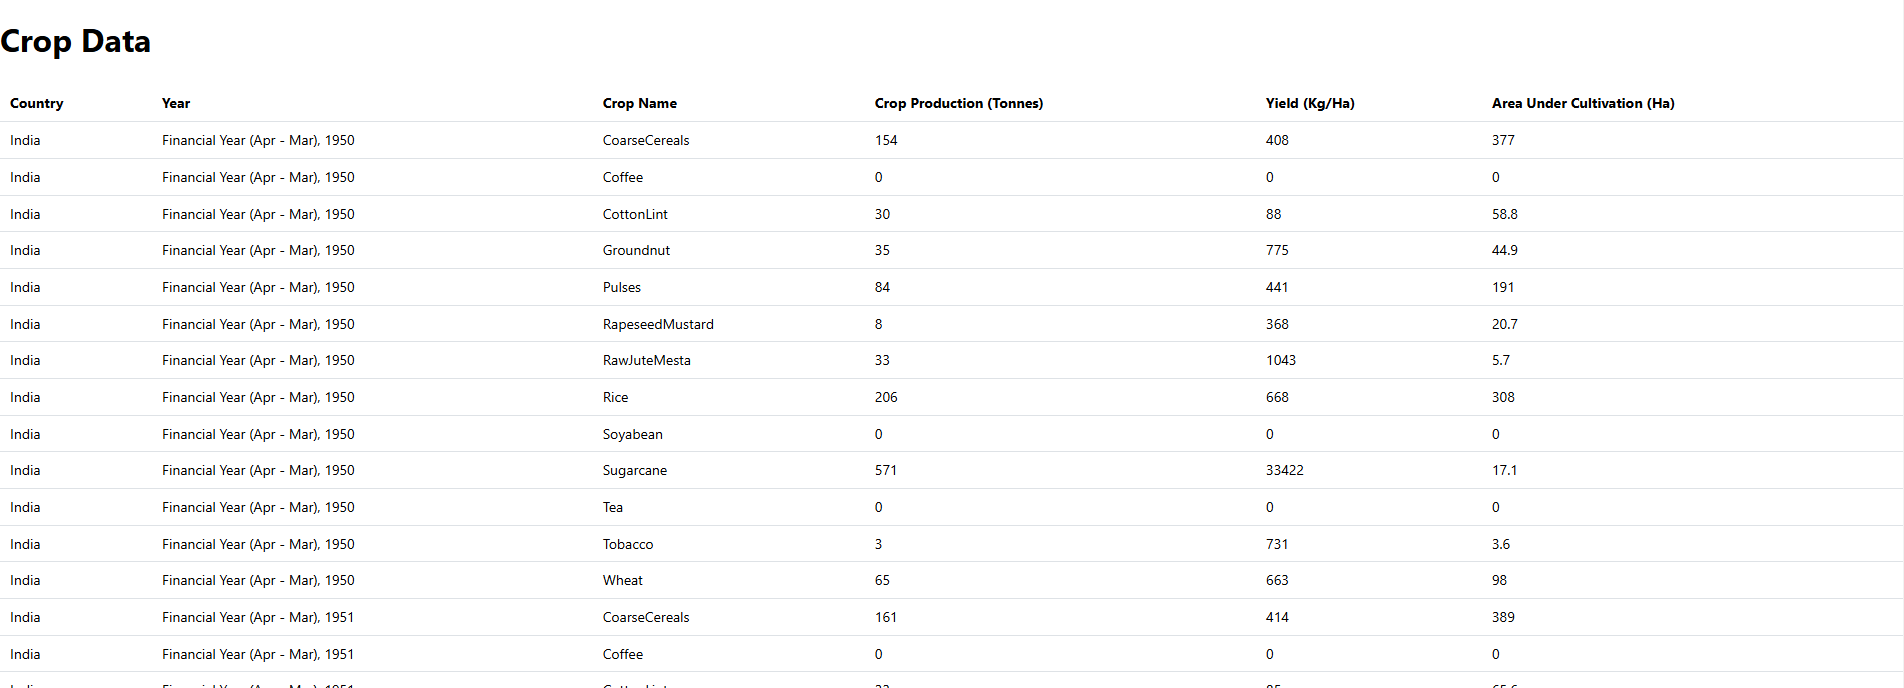 Crop Data
Country Year Crop Name Crop Production (Tonnes) Yield (Kg/Ha) Area Under Cultivation (Ha)
India Financial Year (Apr - Mar), 1950 CoarseCereals 154 408 377
India Financial Year (Apr - Mar), 1950 Coffee 0 0 0
India Financial Year (Apr - Mar), 1950 CottonLint 30 88 58.8
India Financial Year (Apr - Mar), 1950 Groundnut 35 775 44.9
India Financial Year (Apr - Mar), 1950 Pulses 84 441 191
India Financial Year (Apr - Mar), 1950 RapeseedMustard 8 368 20.7
India Financial Year (Apr - Mar), 1950 RawJuteMesta 33 1043 5.7
India Financial Year (Apr - Mar), 1950 Rice 206 668 308
India Financial Year (Apr - Mar), 1950 Soyabean 0 0 0
India Financial Year (Apr - Mar), 1950 Sugarcane 571 33422 17.1
India Financial Year (Apr - Mar), 1950 Tea 0 0 0
India Financial Year (Apr - Mar), 1950 Tobacco 3 731 3.6
India Financial Year (Apr - Mar), 1950 Wheat 65 663 98
India Financial Year (Apr - Mar), 1951 CoarseCereals 161 414 389
India Financial Year (Apr - Mar), 1951 Coffee 0 0 0
India Financial Year (Apr - Mar), 1951 CottonLint